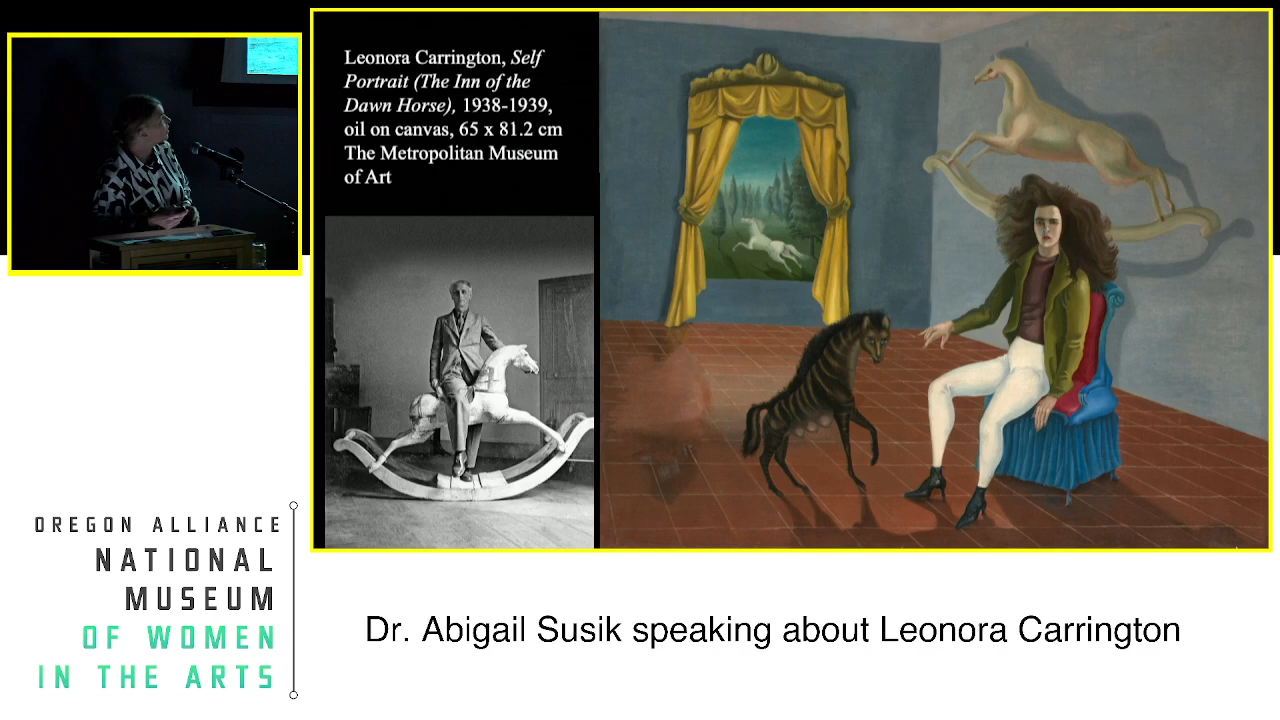 Leonora Carrington, Self
Portrait (The Inn of the
Dawn Horse), 1938-1939,
oil on canvas, 65 x 81.2 cm
The Metropolitan Museum
of Art
OREGON ALLIANCE
NATIONAL
MUSEUM
OF WOMEN
IN THE ARTS
Dr. Abigail Susik speaking about Leonora Carrington